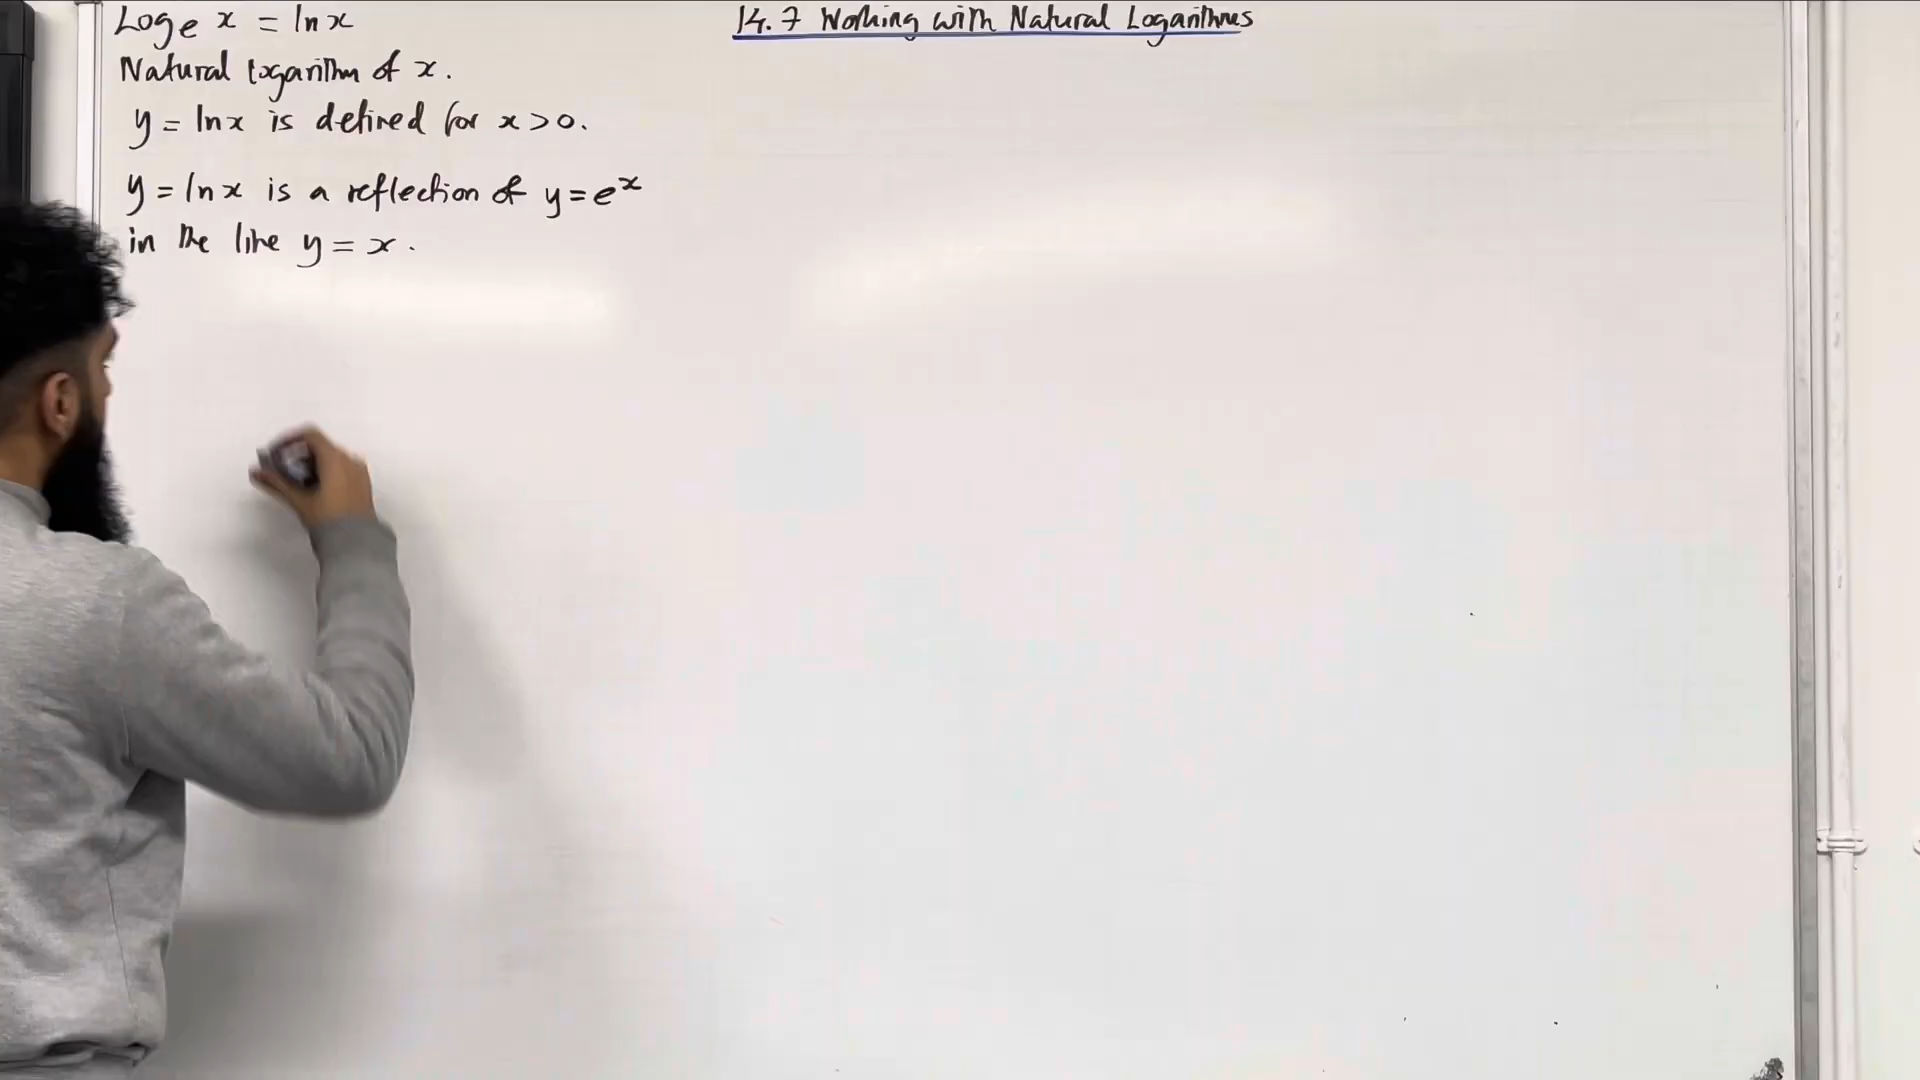 14.7 Working with Natural Logarithms
Loge x = ln x
Natural logarithm of x.
y = ln x is defined for x > 0.
y = ln x is a reflection of y = eˣ
in the line y = x.